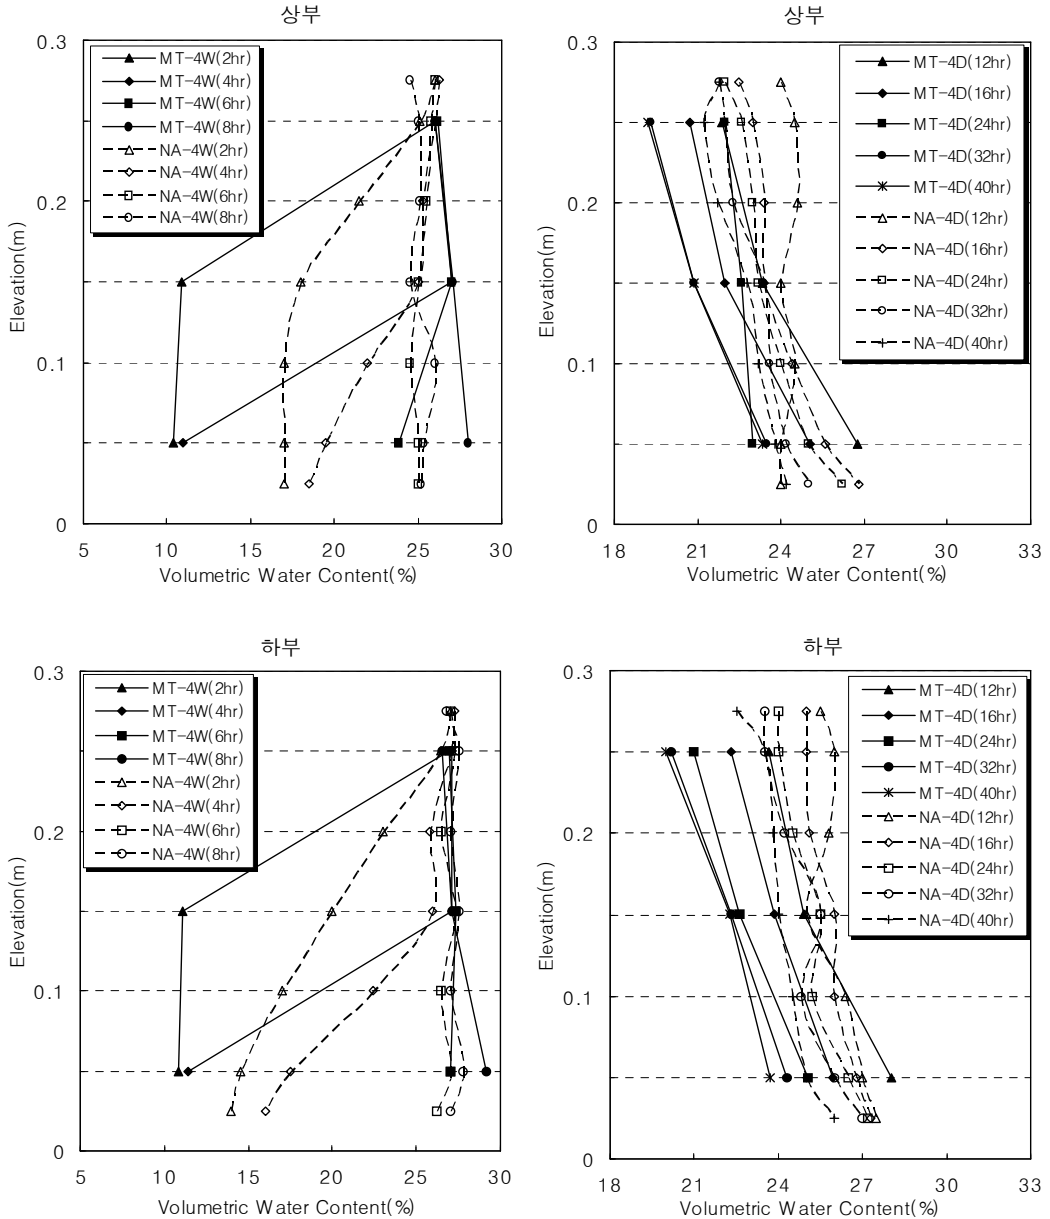 상부
0.3
0.2
0.1
0
Elevation(m)
MT-4W(2hr)
MT-4W(4hr)
MT-4W(6hr)
MT-4W(8hr)
NA-4W(2hr)
NA-4W(4hr)
NA-4W(6hr)
NA-4W(8hr)
5 10 15 20 25 30
Volumetric Water Content(%)
상부
0.3
0.2
0.1
0
Elevation(m)
MT-4D(12hr)
MT-4D(16hr)
MT-4D(24hr)
MT-4D(32hr)
MT-4D(40hr)
NA-4D(12hr)
NA-4D(16hr)
NA-4D(24hr)
NA-4D(32hr)
NA-4D(40hr)
18 21 24 27 30 33
Volumetric Water Content(%)
하부
0.3
0.2
0.1
0
Elevation(m)
MT-4W(2hr)
MT-4W(4hr)
MT-4W(6hr)
MT-4W(8hr)
NA-4W(2hr)
NA-4W(4hr)
NA-4W(6hr)
NA-4W(8hr)
5 10 15 20 25 30
Volumetric Water Content(%)
하부
0.3
0.2
0.1
0
Elevation(m)
MT-4D(12hr)
MT-4D(16hr)
MT-4D(24hr)
MT-4D(32hr)
MT-4D(40hr)
NA-4D(12hr)
NA-4D(16hr)
NA-4D(24hr)
NA-4D(32hr)
NA-4D(40hr)
18 21 24 27 30 33
Volumetric Water Content(%)